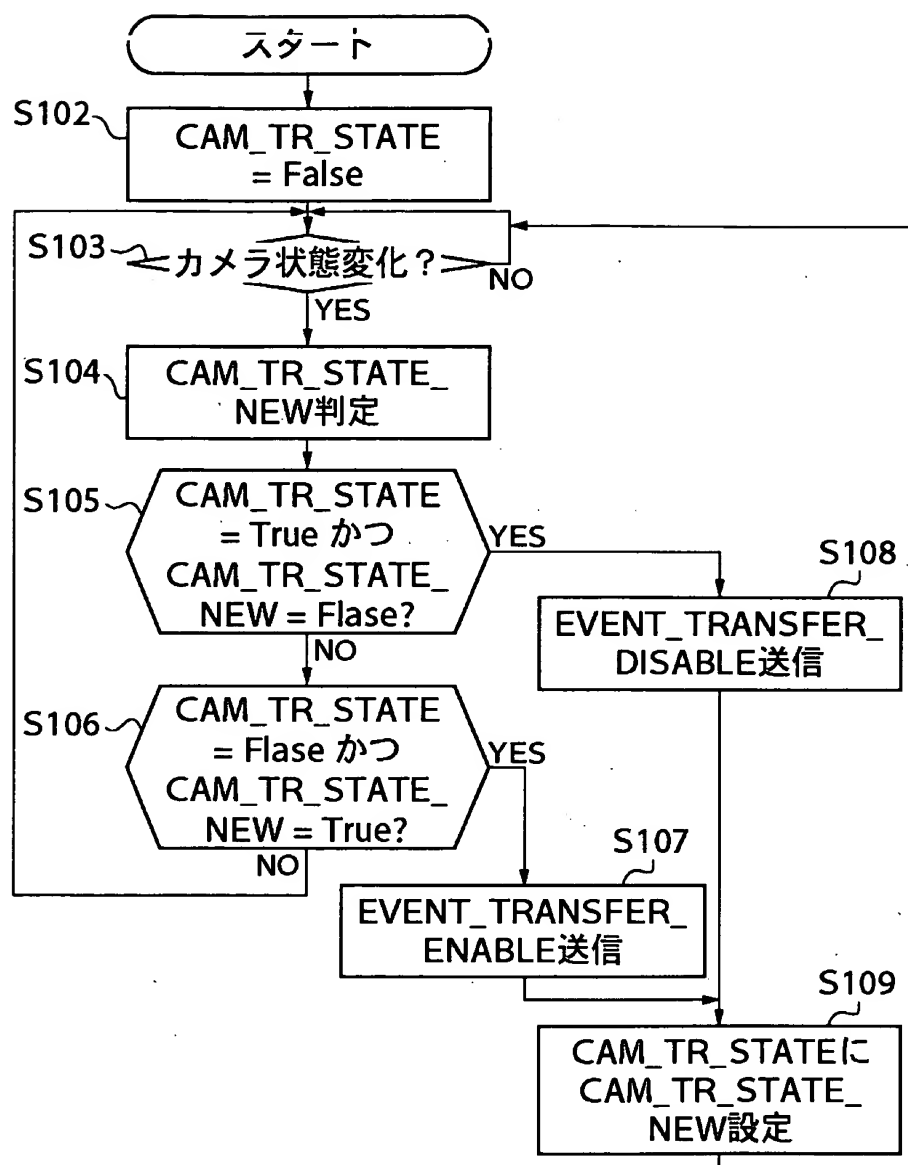 スタート
S102
CAM_TR_STATE
= False
S103
カメラ状態変化？
NO
YES
S104
CAM_TR_STATE_
NEW判定
S105
CAM_TR_STATE
= True かつ
CAM_TR_STATE_
NEW = Flase?
YES
NO
S108
EVENT_TRANSFER_
DISABLE送信
S106
CAM_TR_STATE
= Flase かつ
CAM_TR_STATE_
NEW = True?
YES
NO
S107
EVENT_TRANSFER_
ENABLE送信
S109
CAM_TR_STATEに
CAM_TR_STATE_
NEW設定